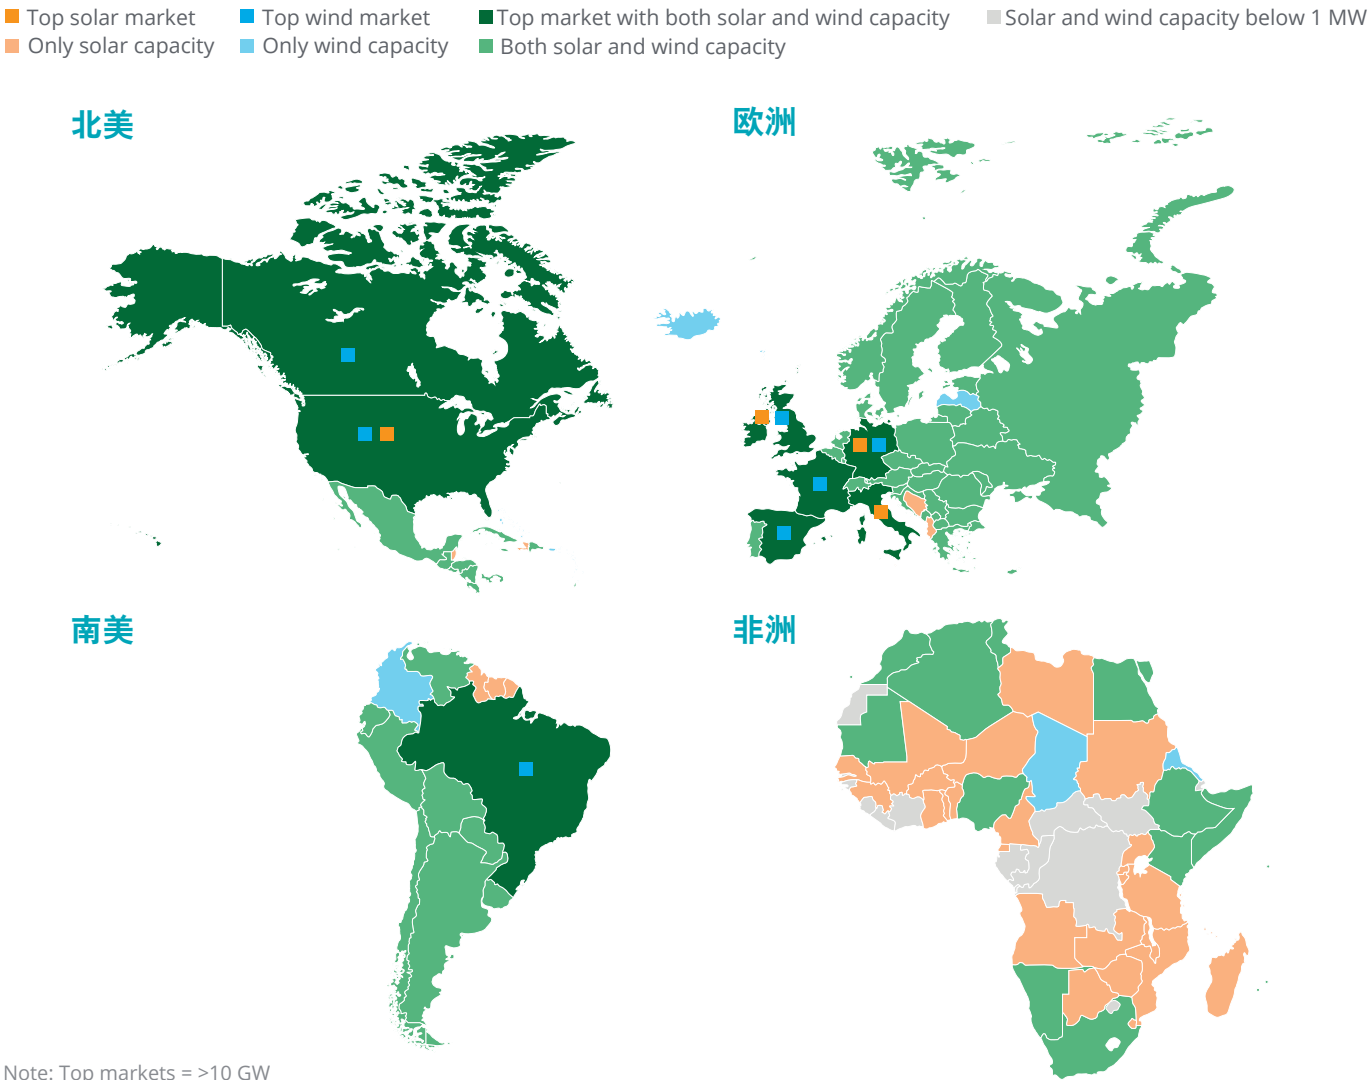 Top solar market Top wind market Top market with both solar and wind capacity Solar and wind capacity below 1 MW
Only solar capacity Only wind capacity Both solar and wind capacity
北美 欧洲
南美 非洲
Note: Top markets = >10 GW